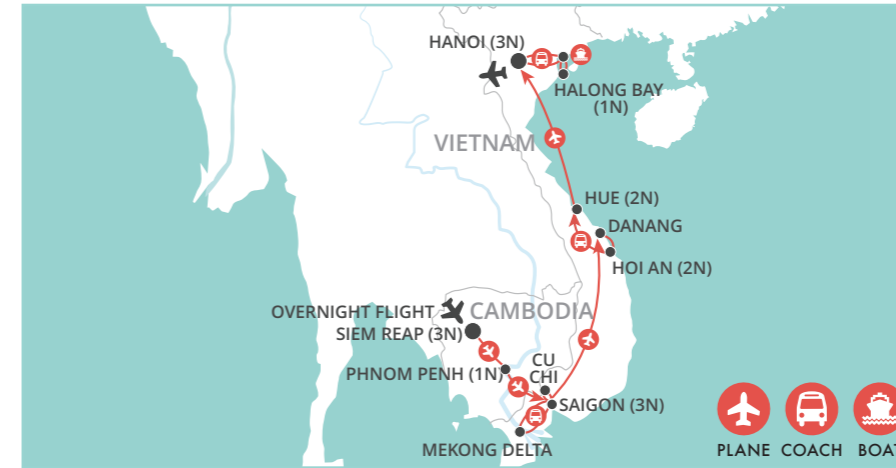 HANOI (3N)
HALONG BAY
(1N)
VIETNAM
HUE (2N)
DANANG
HOI AN (2N)
OVERNIGHT FLIGHT
CAMBODIA
SIEM REAP (3N)
PHNOM PENH (1N)
CU
CHI
SAIGON (3N)
MEKONG DELTA
PLANE COACH BOAT